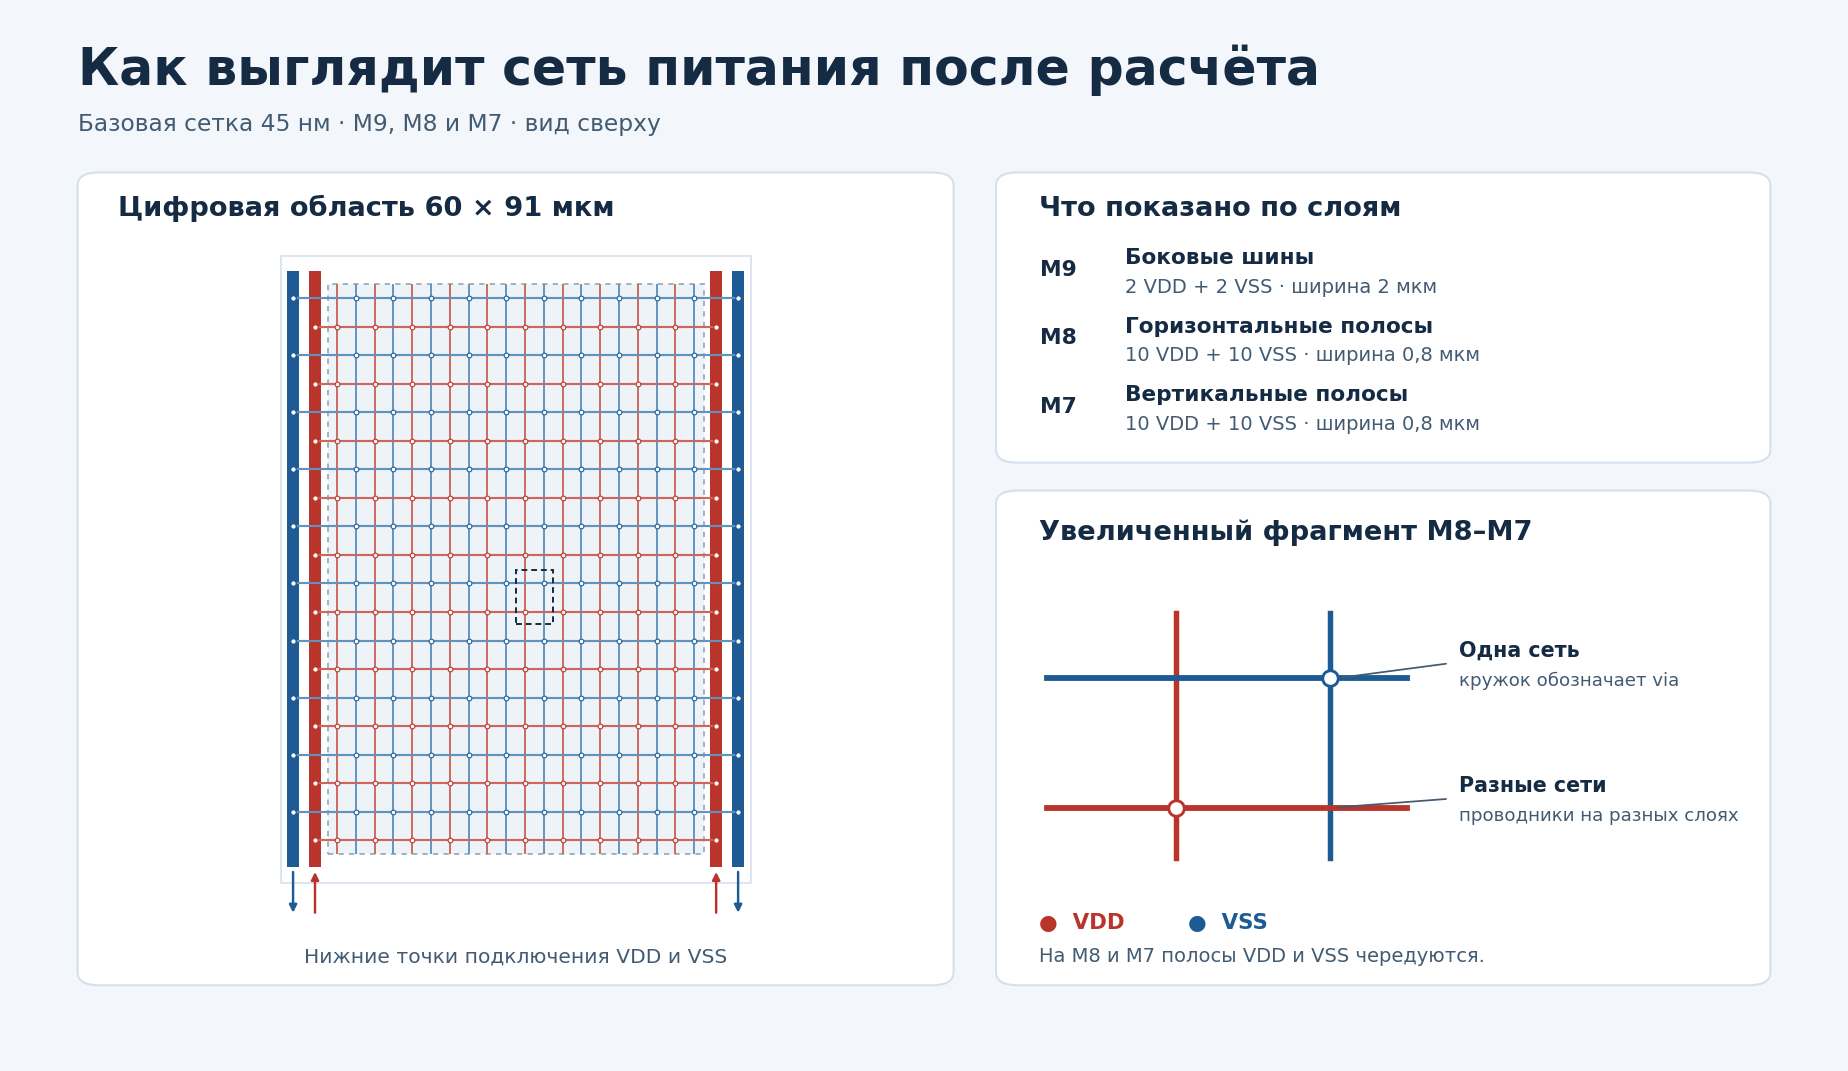 Как выглядит сеть питания после расчёта
Базовая сетка 45 нм · M9, M8 и M7 · вид сверху
Цифровая область 60 × 91 мкм
Нижние точки подключения VDD и VSS
Что показано по слоям
M9
Боковые шины
2 VDD + 2 VSS · ширина 2 мкм
M8
Горизонтальные полосы
10 VDD + 10 VSS · ширина 0,8 мкм
M7
Вертикальные полосы
10 VDD + 10 VSS · ширина 0,8 мкм
Увеличенный фрагмент M8–M7
Одна сеть
кружок обозначает via
Разные сети
проводники на разных слоях
VDD VSS
На M8 и M7 полосы VDD и VSS чередуются.